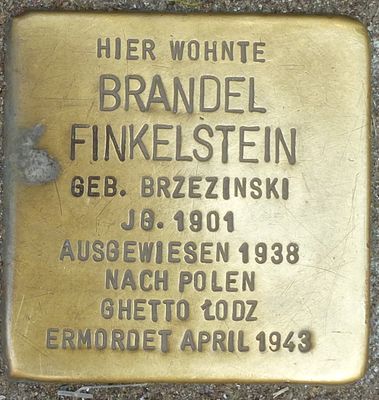 HIER WOHNTE
BRANDEL
FINKELSTEIN
GEB. BRZEZINSKI
JG. 1901
AUSGEWIESEN 1938
NACH POLEN
GHETTO ŁODZ
ERMORDET APRIL 1943